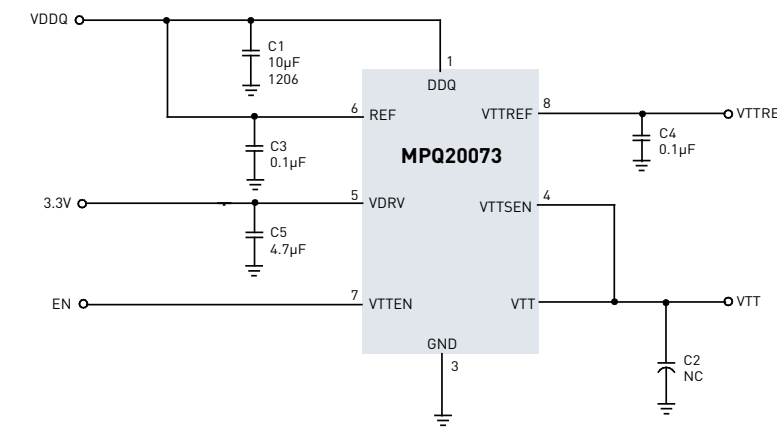 VDDQ
C1
10µF
1206
1
DDQ
6
REF
VTTREF
8
VTTRE
C3
0.1µF
C4
0.1µF
MPQ20073
3.3V
5
VDRV
VTTSEN
4
C5
4.7µF
EN
7
VTTEN
VTT
VTT
GND
3
C2
NC